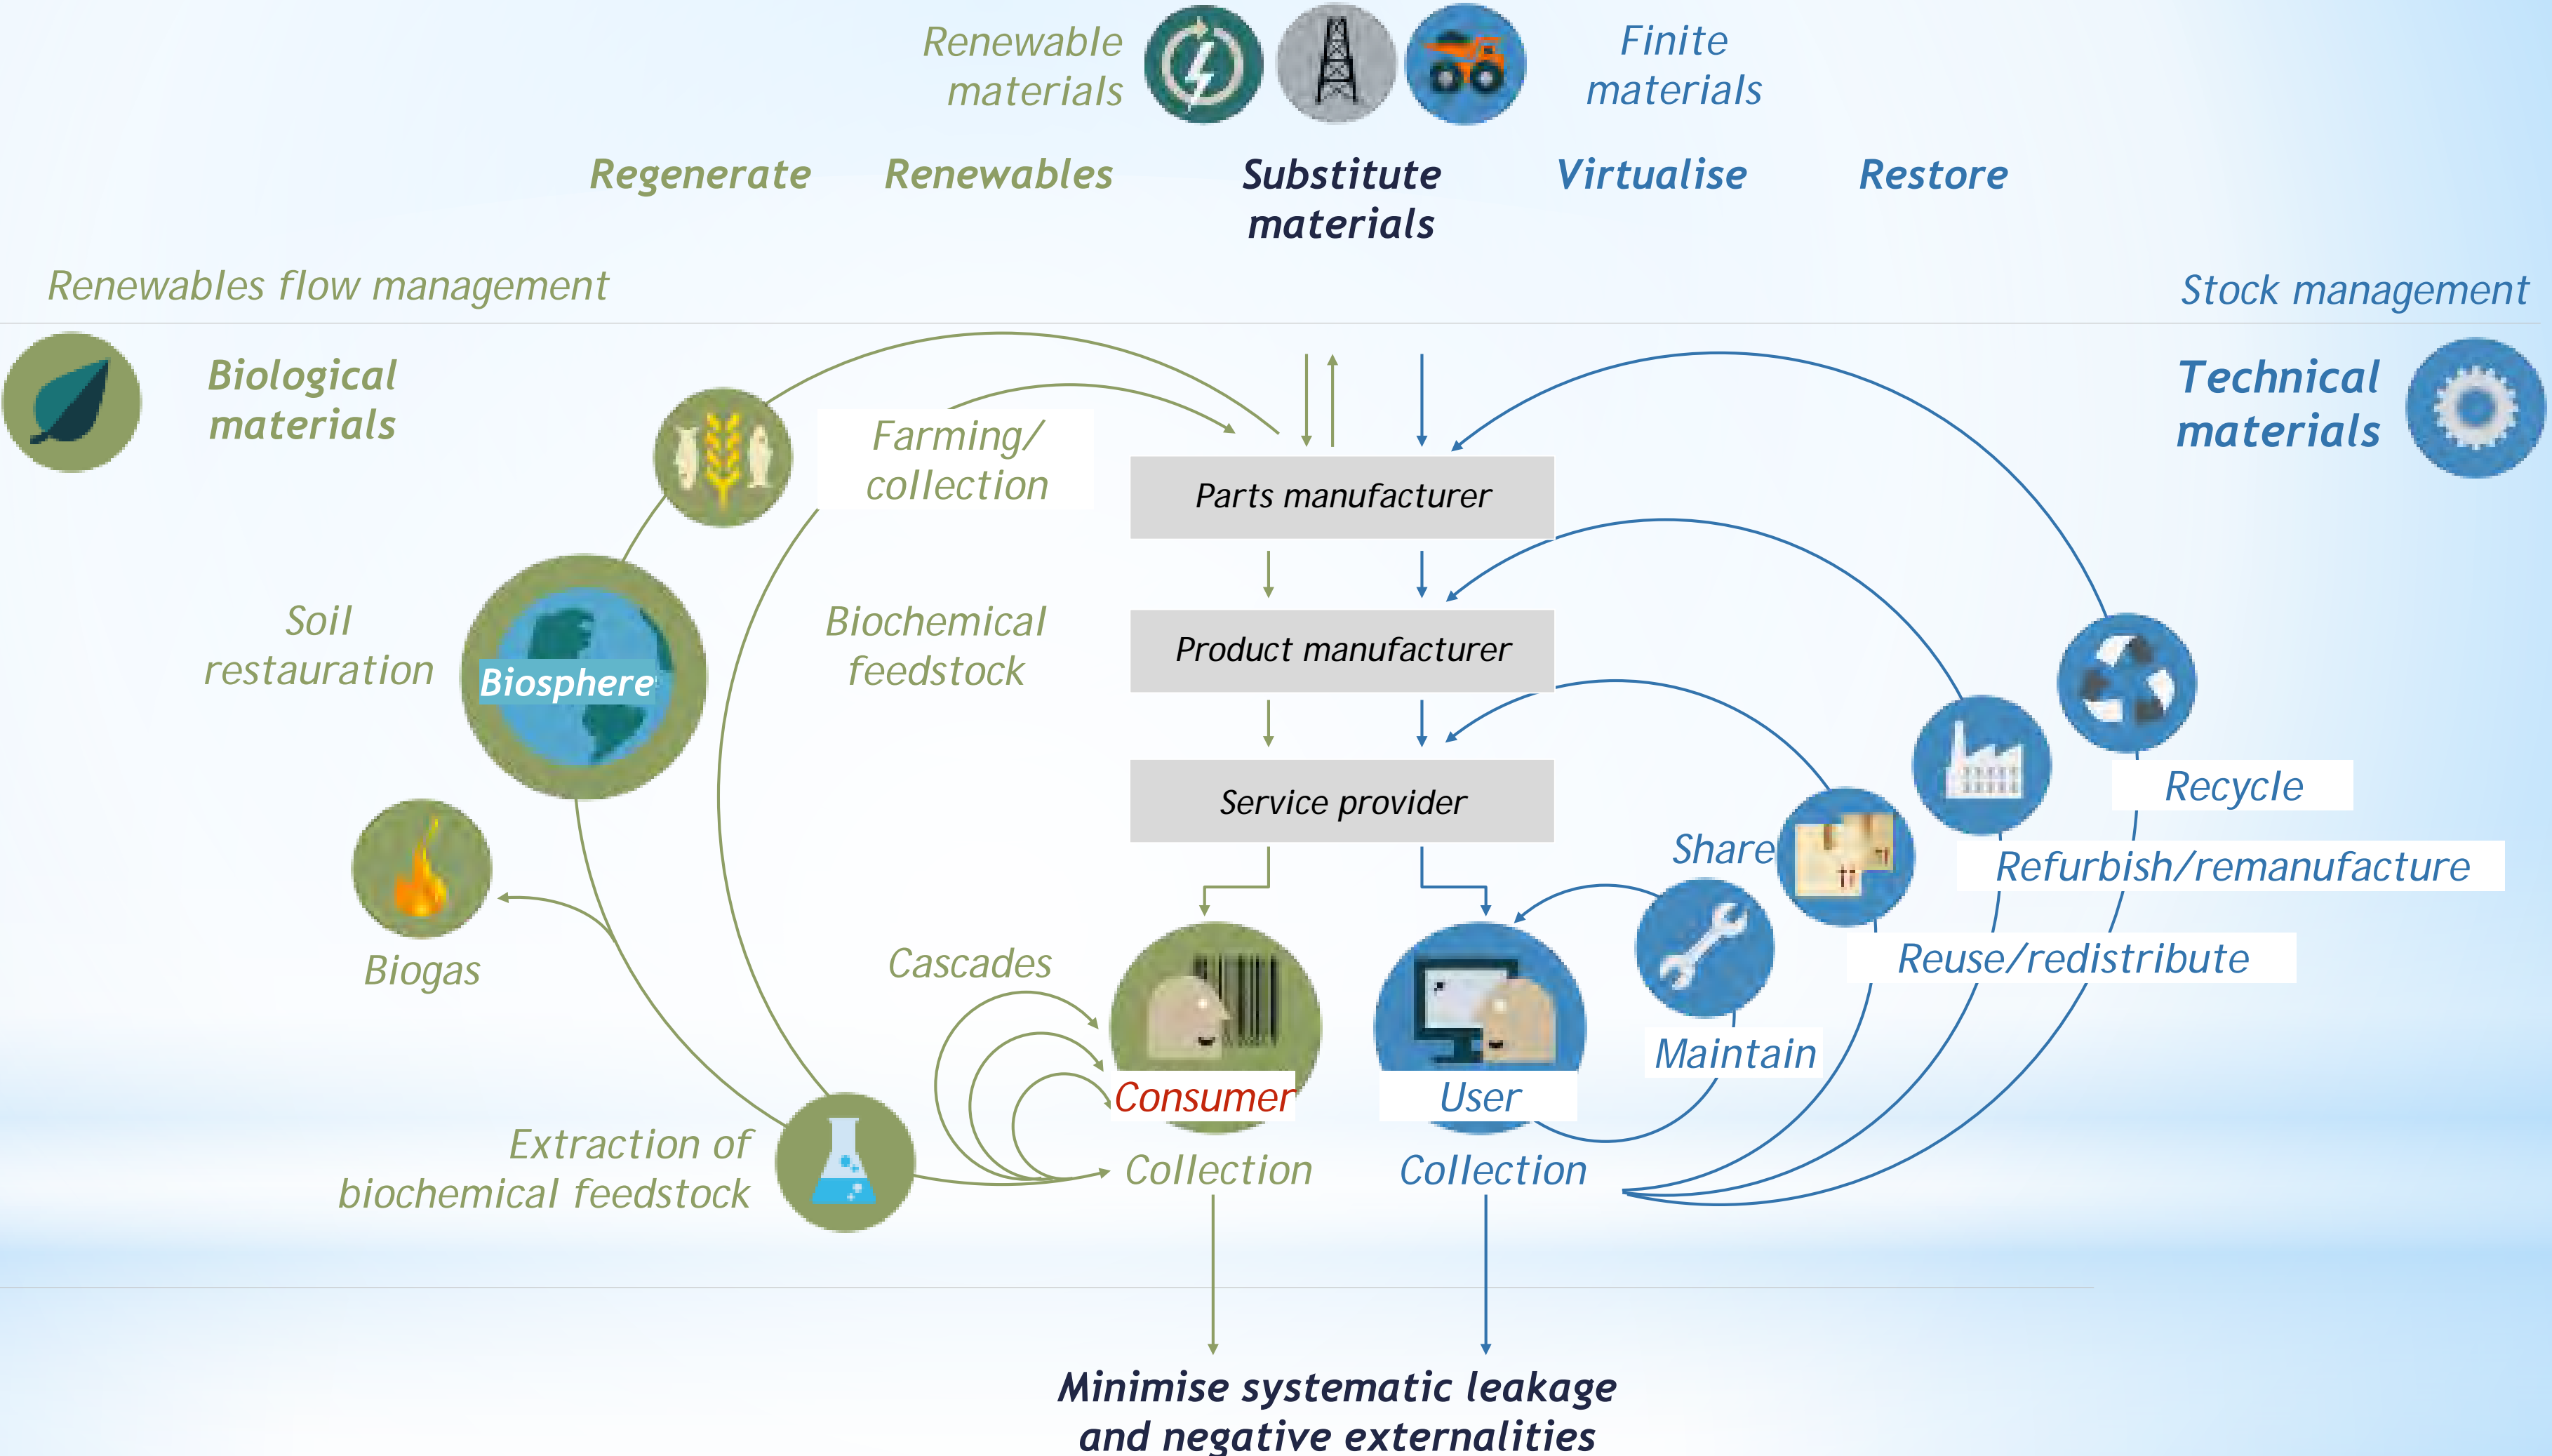 Renewable
materials
Finite
materials
Regenerate
Renewables
Substitute
materials
Virtualise
Restore
Renewables flow management
Stock management
Biological
materials
Technical
materials
Farming/
collection
Parts manufacturer
Soil
restauration
Biosphere
Biochemical
feedstock
Product manufacturer
Service provider
Recycle
Share
Refurbish/remanufacture
Reuse/redistribute
Biogas
Cascades
Maintain
Consumer
User
Extraction of
biochemical feedstock
Collection
Collection
Minimise systematic leakage
and negative externalities